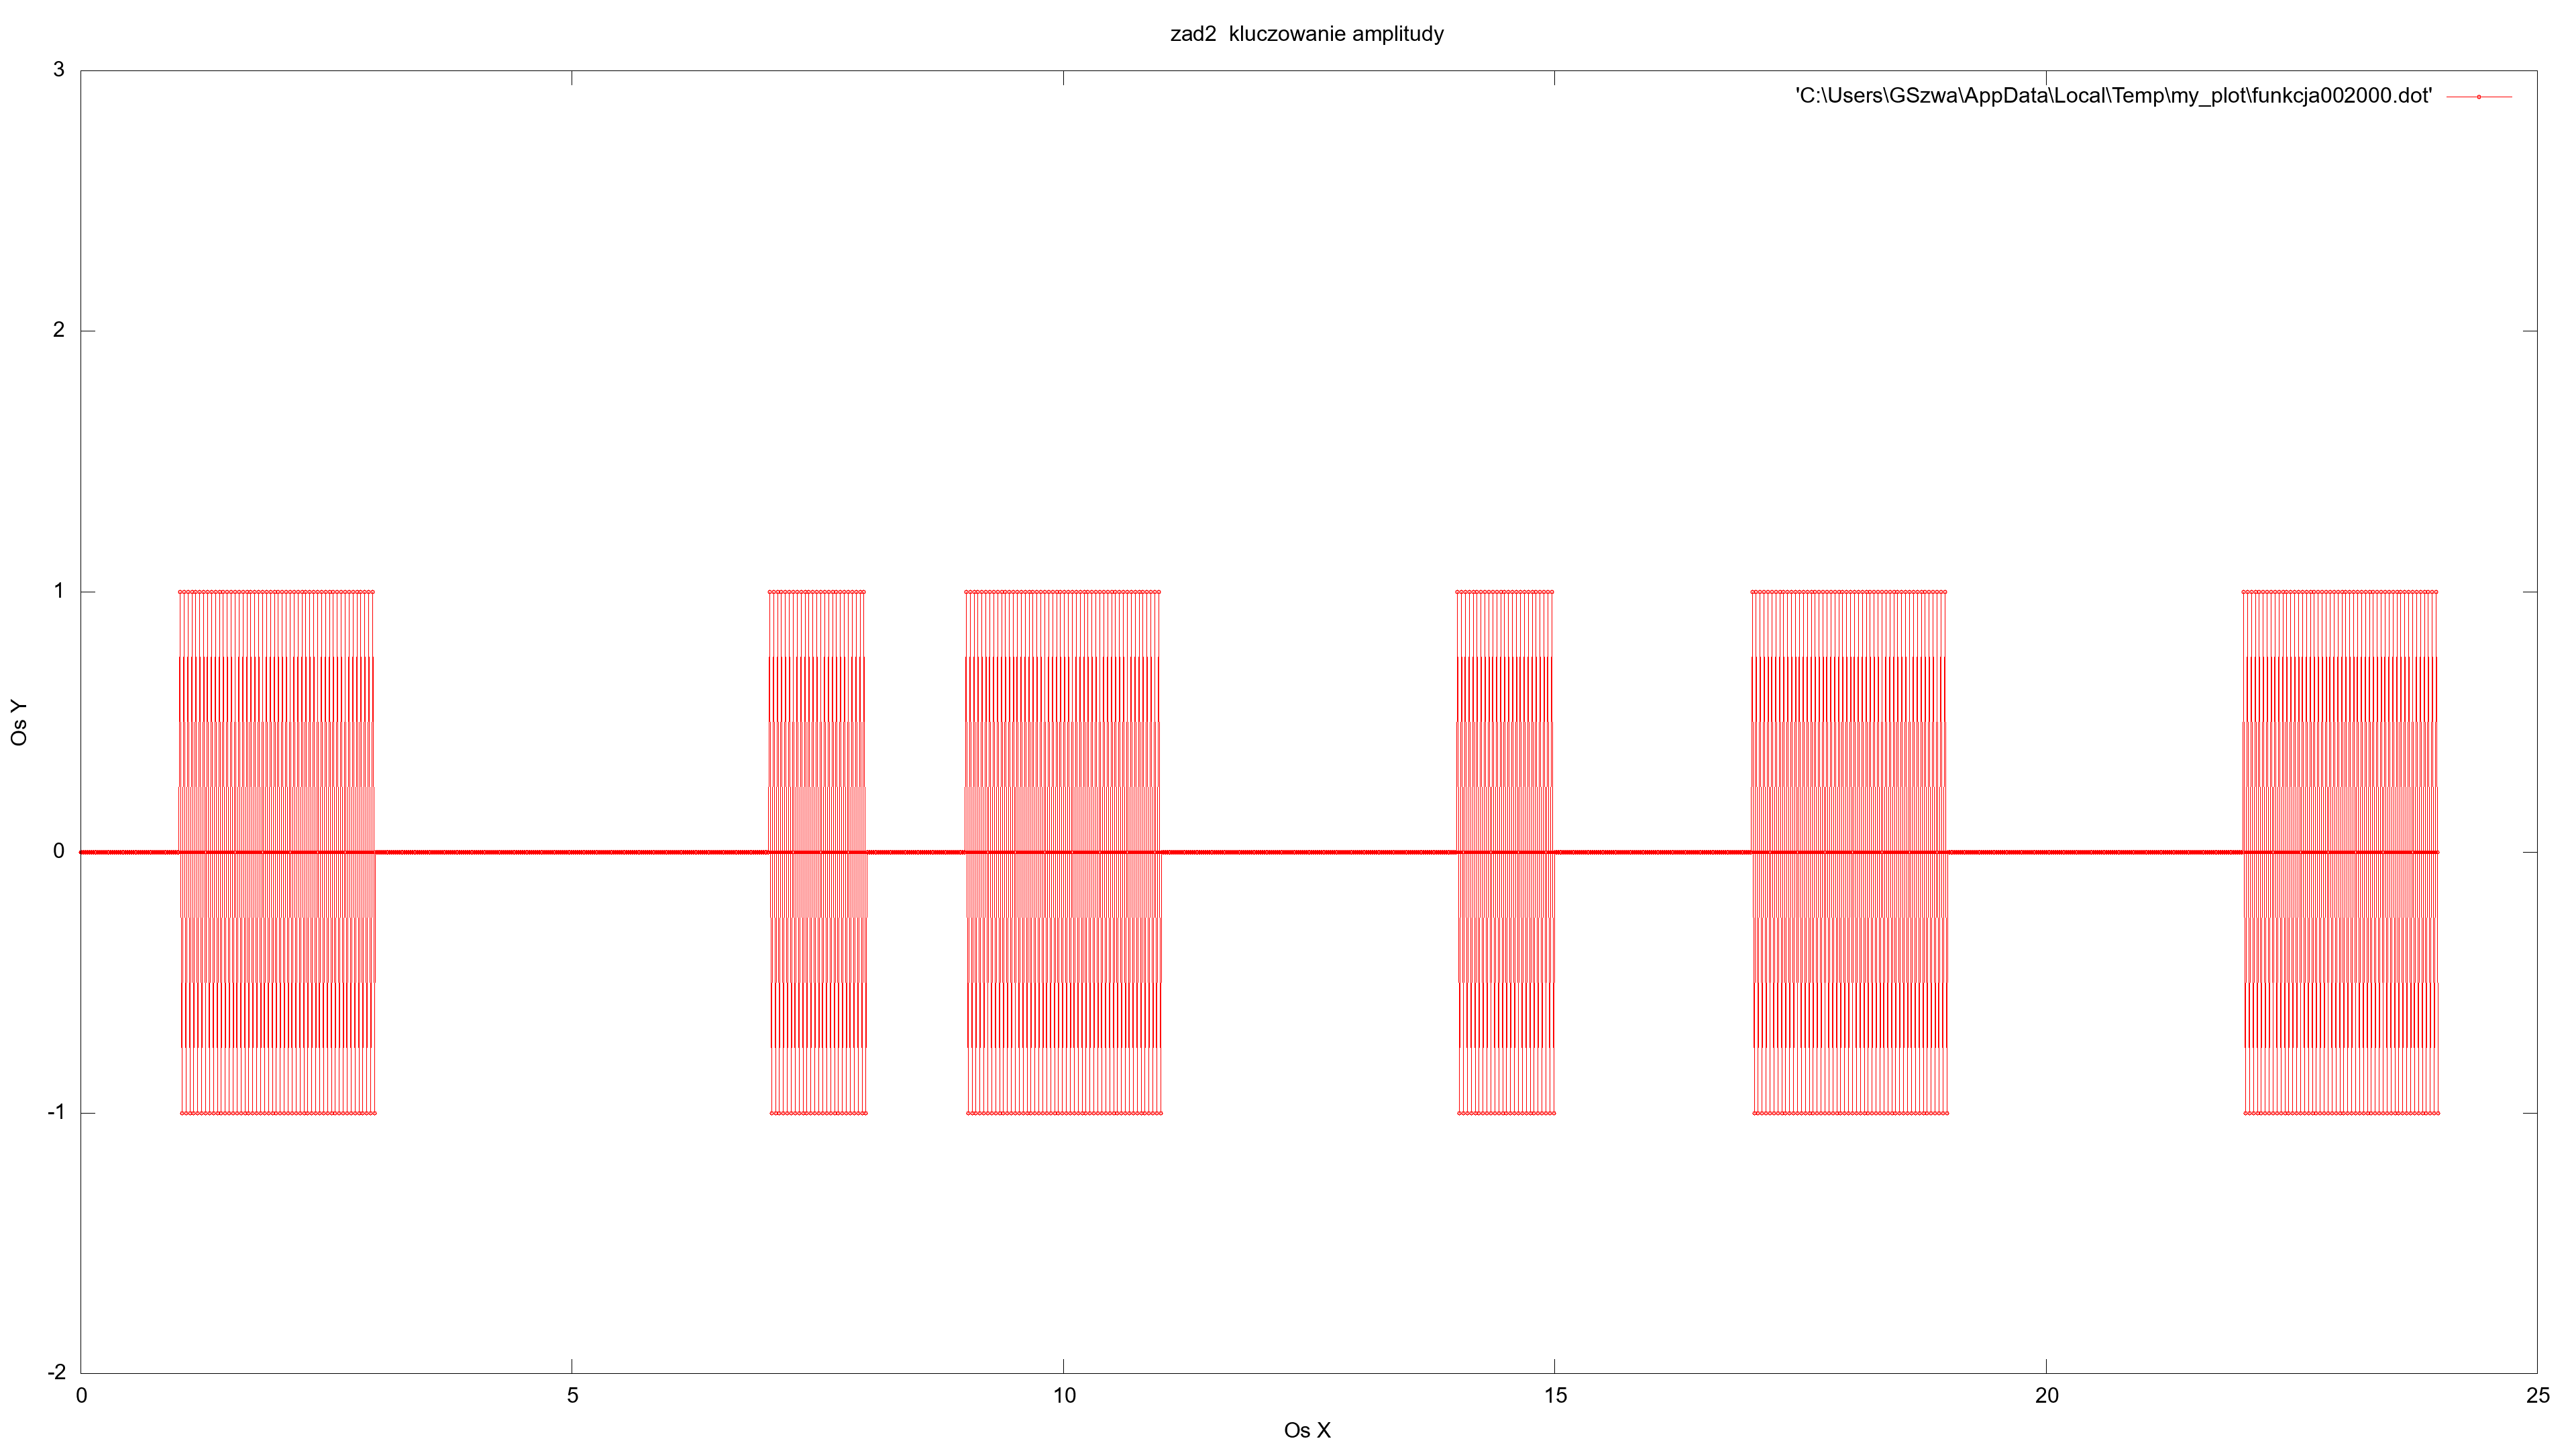 zad2  kluczowanie amplitudy
'C:\Users\GSzwa\AppData\Local\Temp\my_plot\funkcja002000.dot'
3
2
1
0
-1
-2
Os Y
0 5 10 15 20 25
Os X